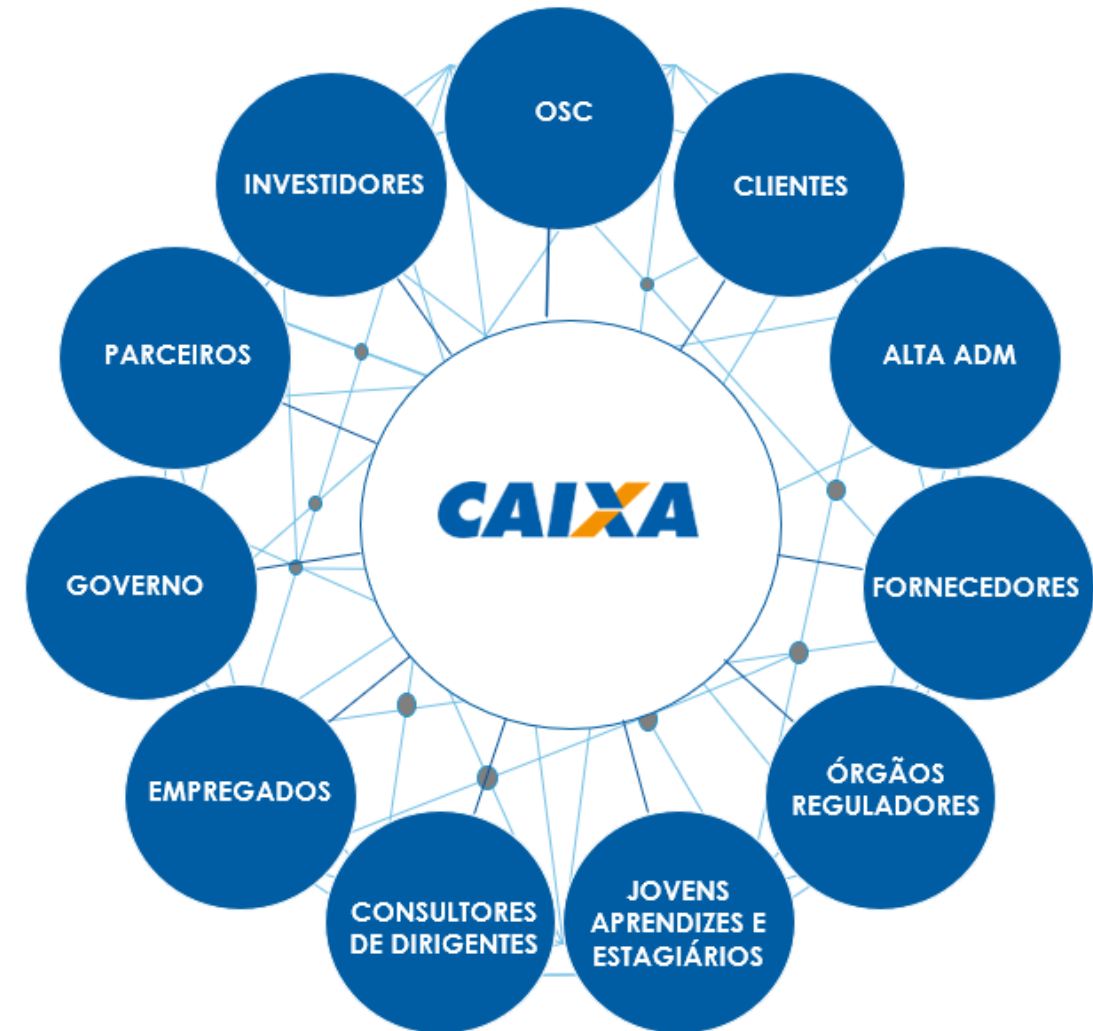 OSC
CLIENTES
ALTA ADM
FORNECEDORES
ÓRGÃOS
REGULADORES
JOVENS
APRENDIZES E
ESTAGIÁRIOS
CONSULTORES
DE DIRIGENTES
EMPREGADOS
GOVERNO
PARCEIROS
INVESTIDORES
CAIXA